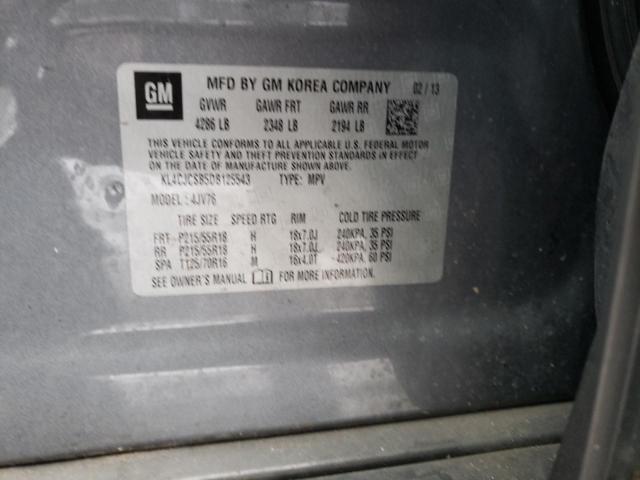 GM MFD BY GM KOREA COMPANY 02/13
GVWR GAWR FRT GAWR RR
4286 LB 2348 LB 2194 LB
THIS VEHICLE CONFORMS TO ALL APPLICABLE U.S. FEDERAL MOTOR
VEHICLE SAFETY AND THEFT PREVENTION STANDARDS IN EFFECT ON
THE DATE OF MANUFACTURE SHOWN ABOVE.
KL4CJCSB5DB125543 TYPE: MPV
MODEL: 4JV76
TIRE SIZE SPEED RTG RIM COLD TIRE PRESSURE
FRT P215/55R18 H 18x7.0J 240KPA, 35 PSI
RR P215/55R18 H 18x7.0J 240KPA, 35 PSI
SPA T125/70R16 M 16x4.0T 420KPA, 60 PSI
SEE OWNER'S MANUAL FOR MORE INFORMATION.